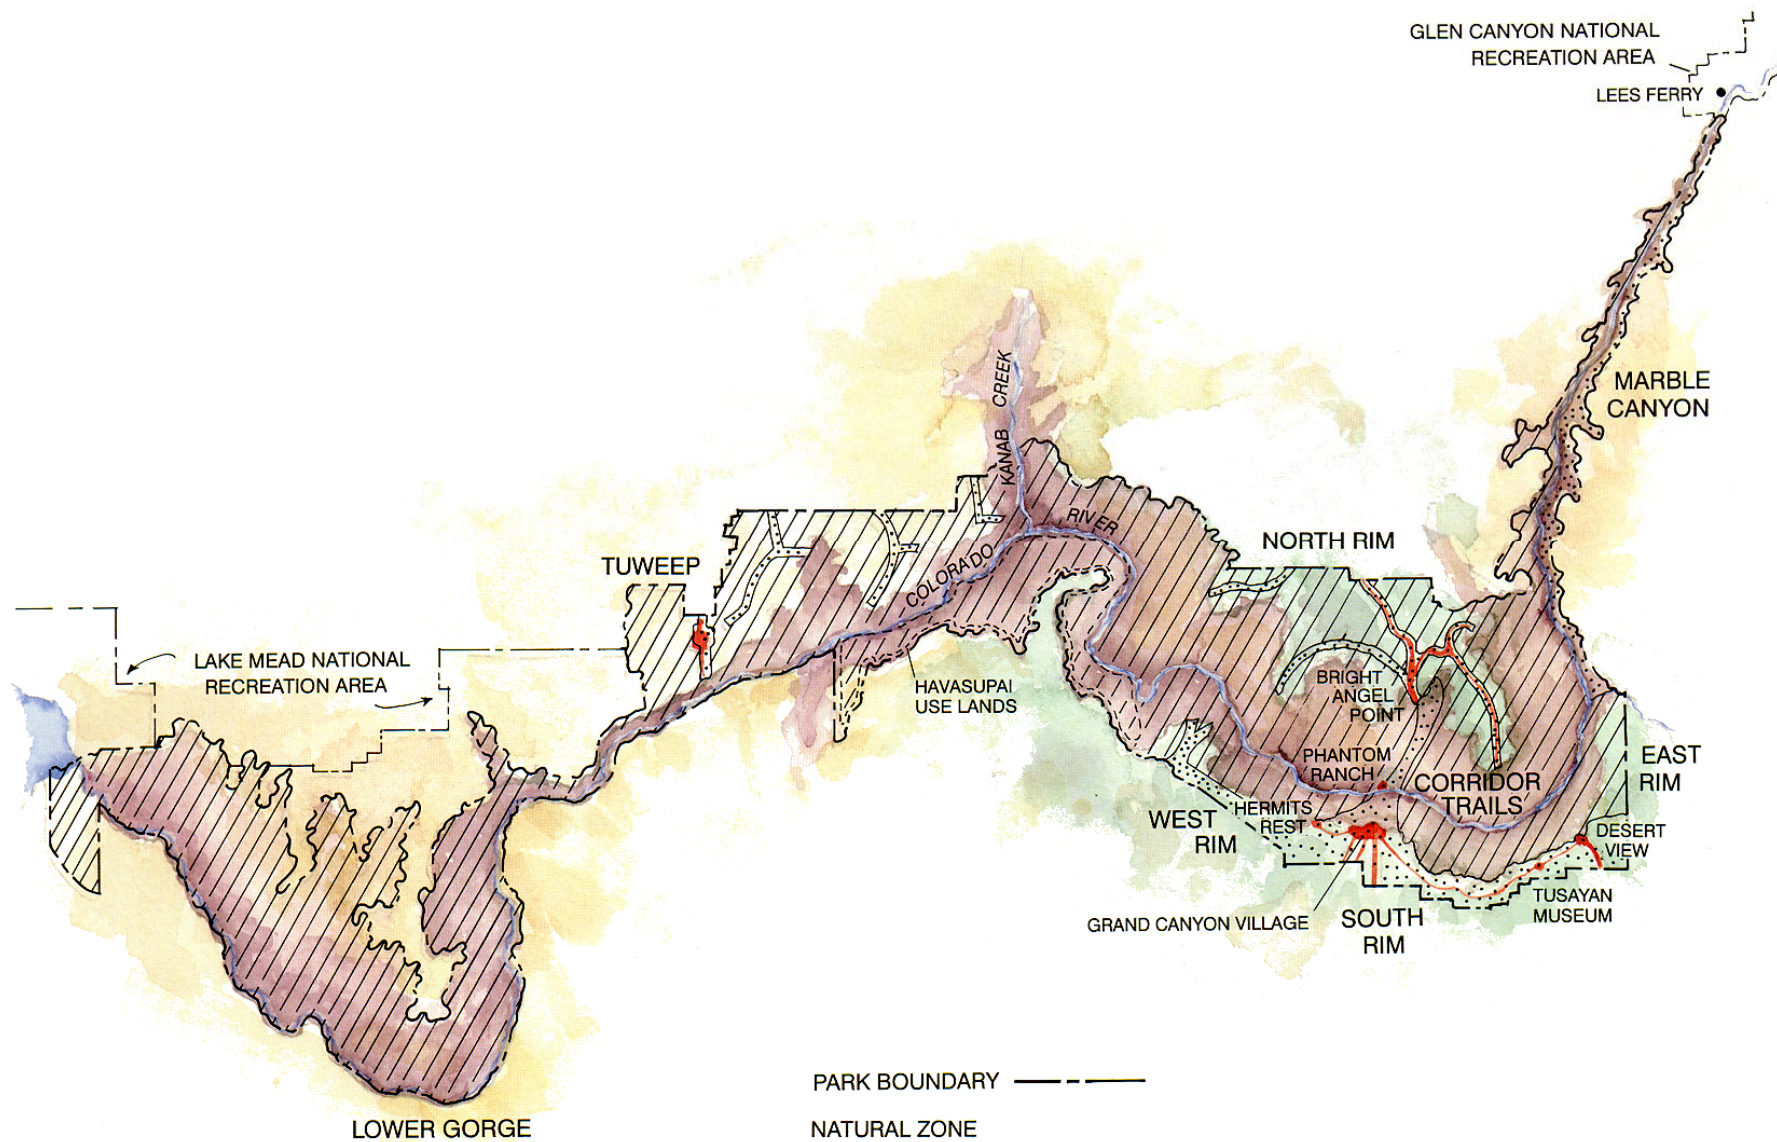 GLEN CANYON NATIONAL
RECREATION AREA
LEES FERRY
MARBLE
CANYON
KANAB CREEK
COLORADO RIVER
NORTH RIM
TUWEEP
LAKE MEAD NATIONAL
RECREATION AREA
HAVASUPAI
USE LANDS
BRIGHT
ANGEL
POINT
PHANTOM
RANCH
CORRIDOR
TRAILS
EAST
RIM
HERMITS
REST
WEST
RIM
DESERT
VIEW
TUSAYAN
MUSEUM
GRAND CANYON VILLAGE
SOUTH
RIM
PARK BOUNDARY
NATURAL ZONE
LOWER GORGE